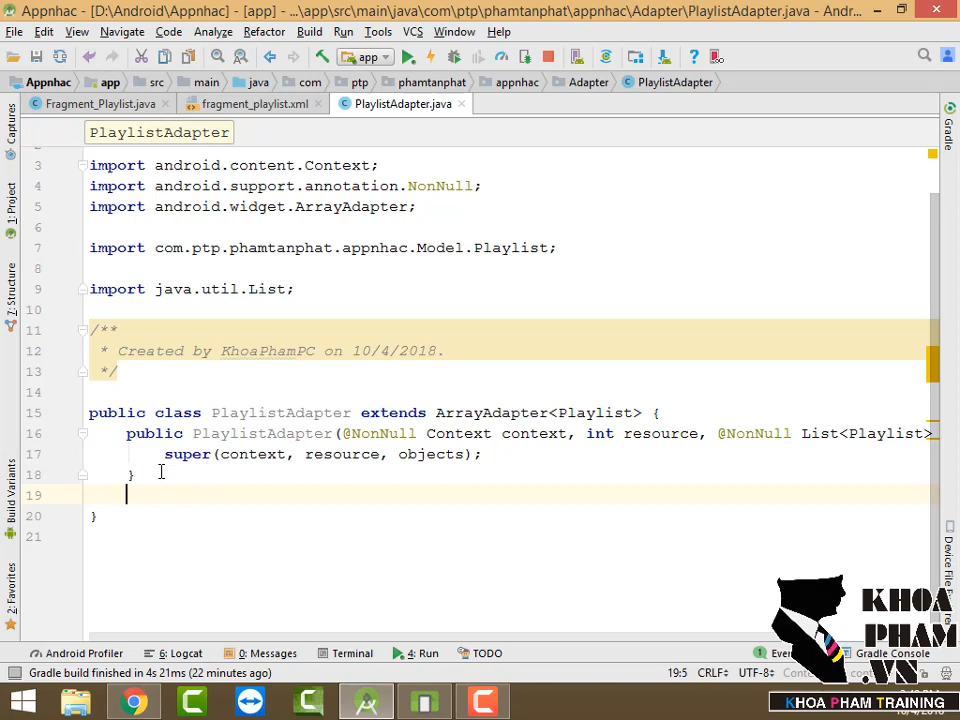 Appnhac - [D:\Android\Appnhac] - [app] - ...\app\src\main\java\com\ptp\phamtanphat\appnhac\Adapter\PlaylistAdapter.java - Andr...
File Edit View Navigate Code Analyze Refactor Build Run Tools VCS Window Help
app
Appnhac app src main java com ptp phamtanphat appnhac Adapter PlaylistAdapter
Fragment_Playlist.java fragment_playlist.xml PlaylistAdapter.java
PlaylistAdapter
3 import android.content.Context;
4 import android.support.annotation.NonNull;
5 import android.widget.ArrayAdapter;
6
7 import com.ptp.phamtanphat.appnhac.Model.Playlist;
8
9 import java.util.List;
10
11 /**
12 * Created by KhoaPhamPC on 10/4/2018.
13 */
14
15 public class PlaylistAdapter extends ArrayAdapter<Playlist> {
16 public PlaylistAdapter(@NonNull Context context, int resource, @NonNull List<Playlist>
17 super(context, resource, objects);
18 }
19
20 }
21
Captures
1: Project
7: Structure
Build Variants
2: Favorites
Gradle
Device File
KHOA
PHAM
.VN
Android Profiler 6: Logcat 0: Messages Terminal 4: Run TODO Even Gradle Console
Gradle build finished in 4s 21ms (22 minutes ago) 19:5 CRLF÷ UTF-8÷
KHOA PHAM TRAINING